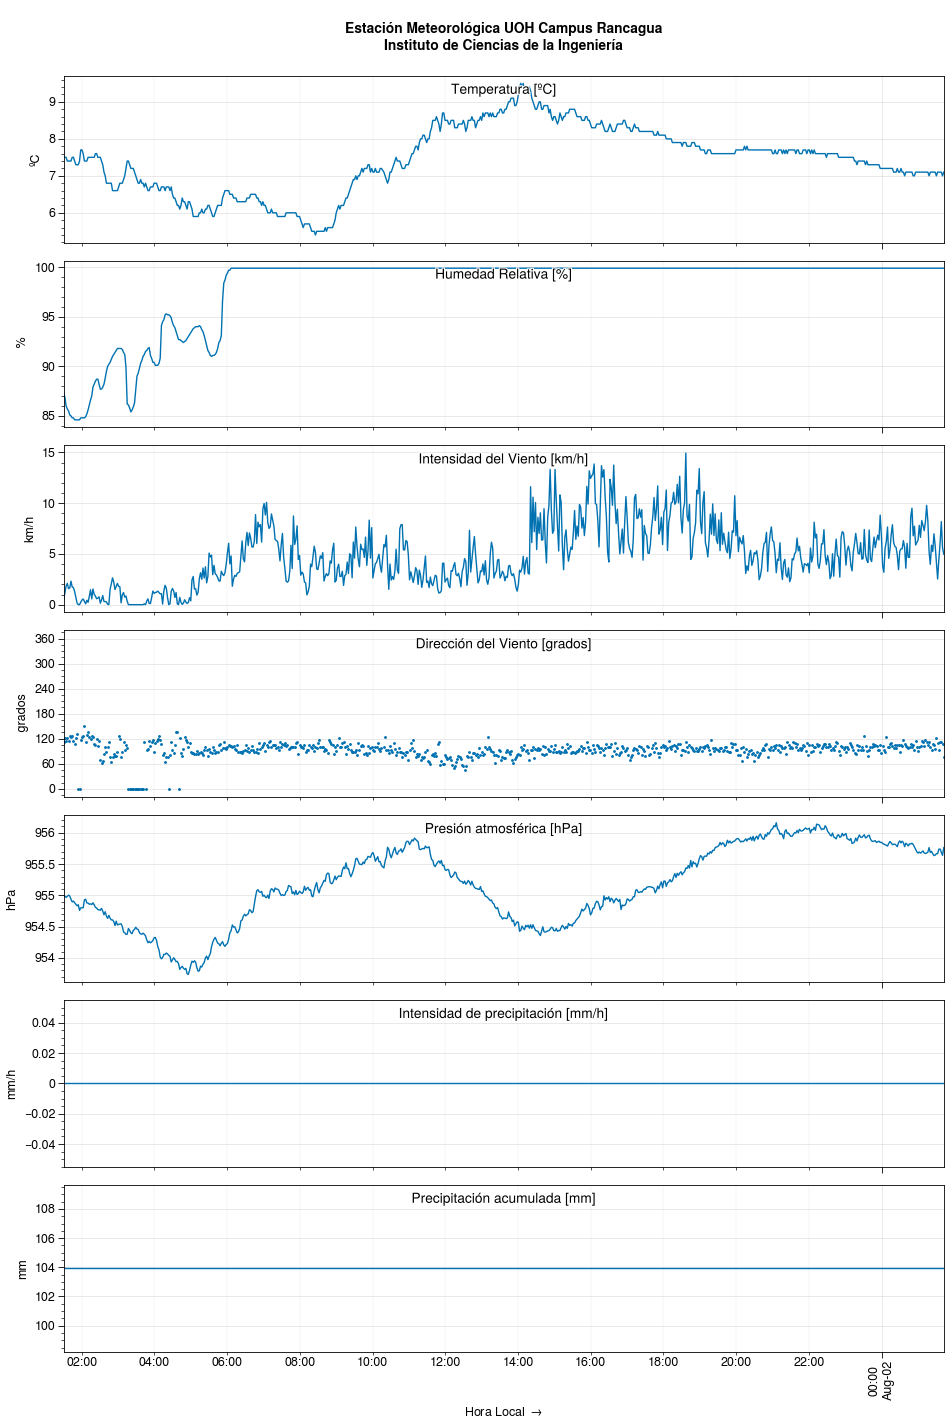 Estación Meteorológica UOH Campus Rancagua
Instituto de Ciencias de la Ingeniería
Temperatura [ºC]
9
8
7
6
ºC
Humedad Relativa [%]
100
95
90
85
%
Intensidad del Viento [km/h]
15
10
5
0
km/h
Dirección del Viento [grados]
360
300
240
180
120
60
0
grados
Presión atmosférica [hPa]
956
955.5
955
954.5
954
hPa
Intensidad de precipitación [mm/h]
0.04
0.02
0
−0.02
−0.04
mm/h
Precipitación acumulada [mm]
108
106
104
102
100
mm
02:00 04:00 06:00 08:00 10:00 12:00 14:00 16:00 18:00 20:00 22:00 00:00
Aug-02
Hora Local →